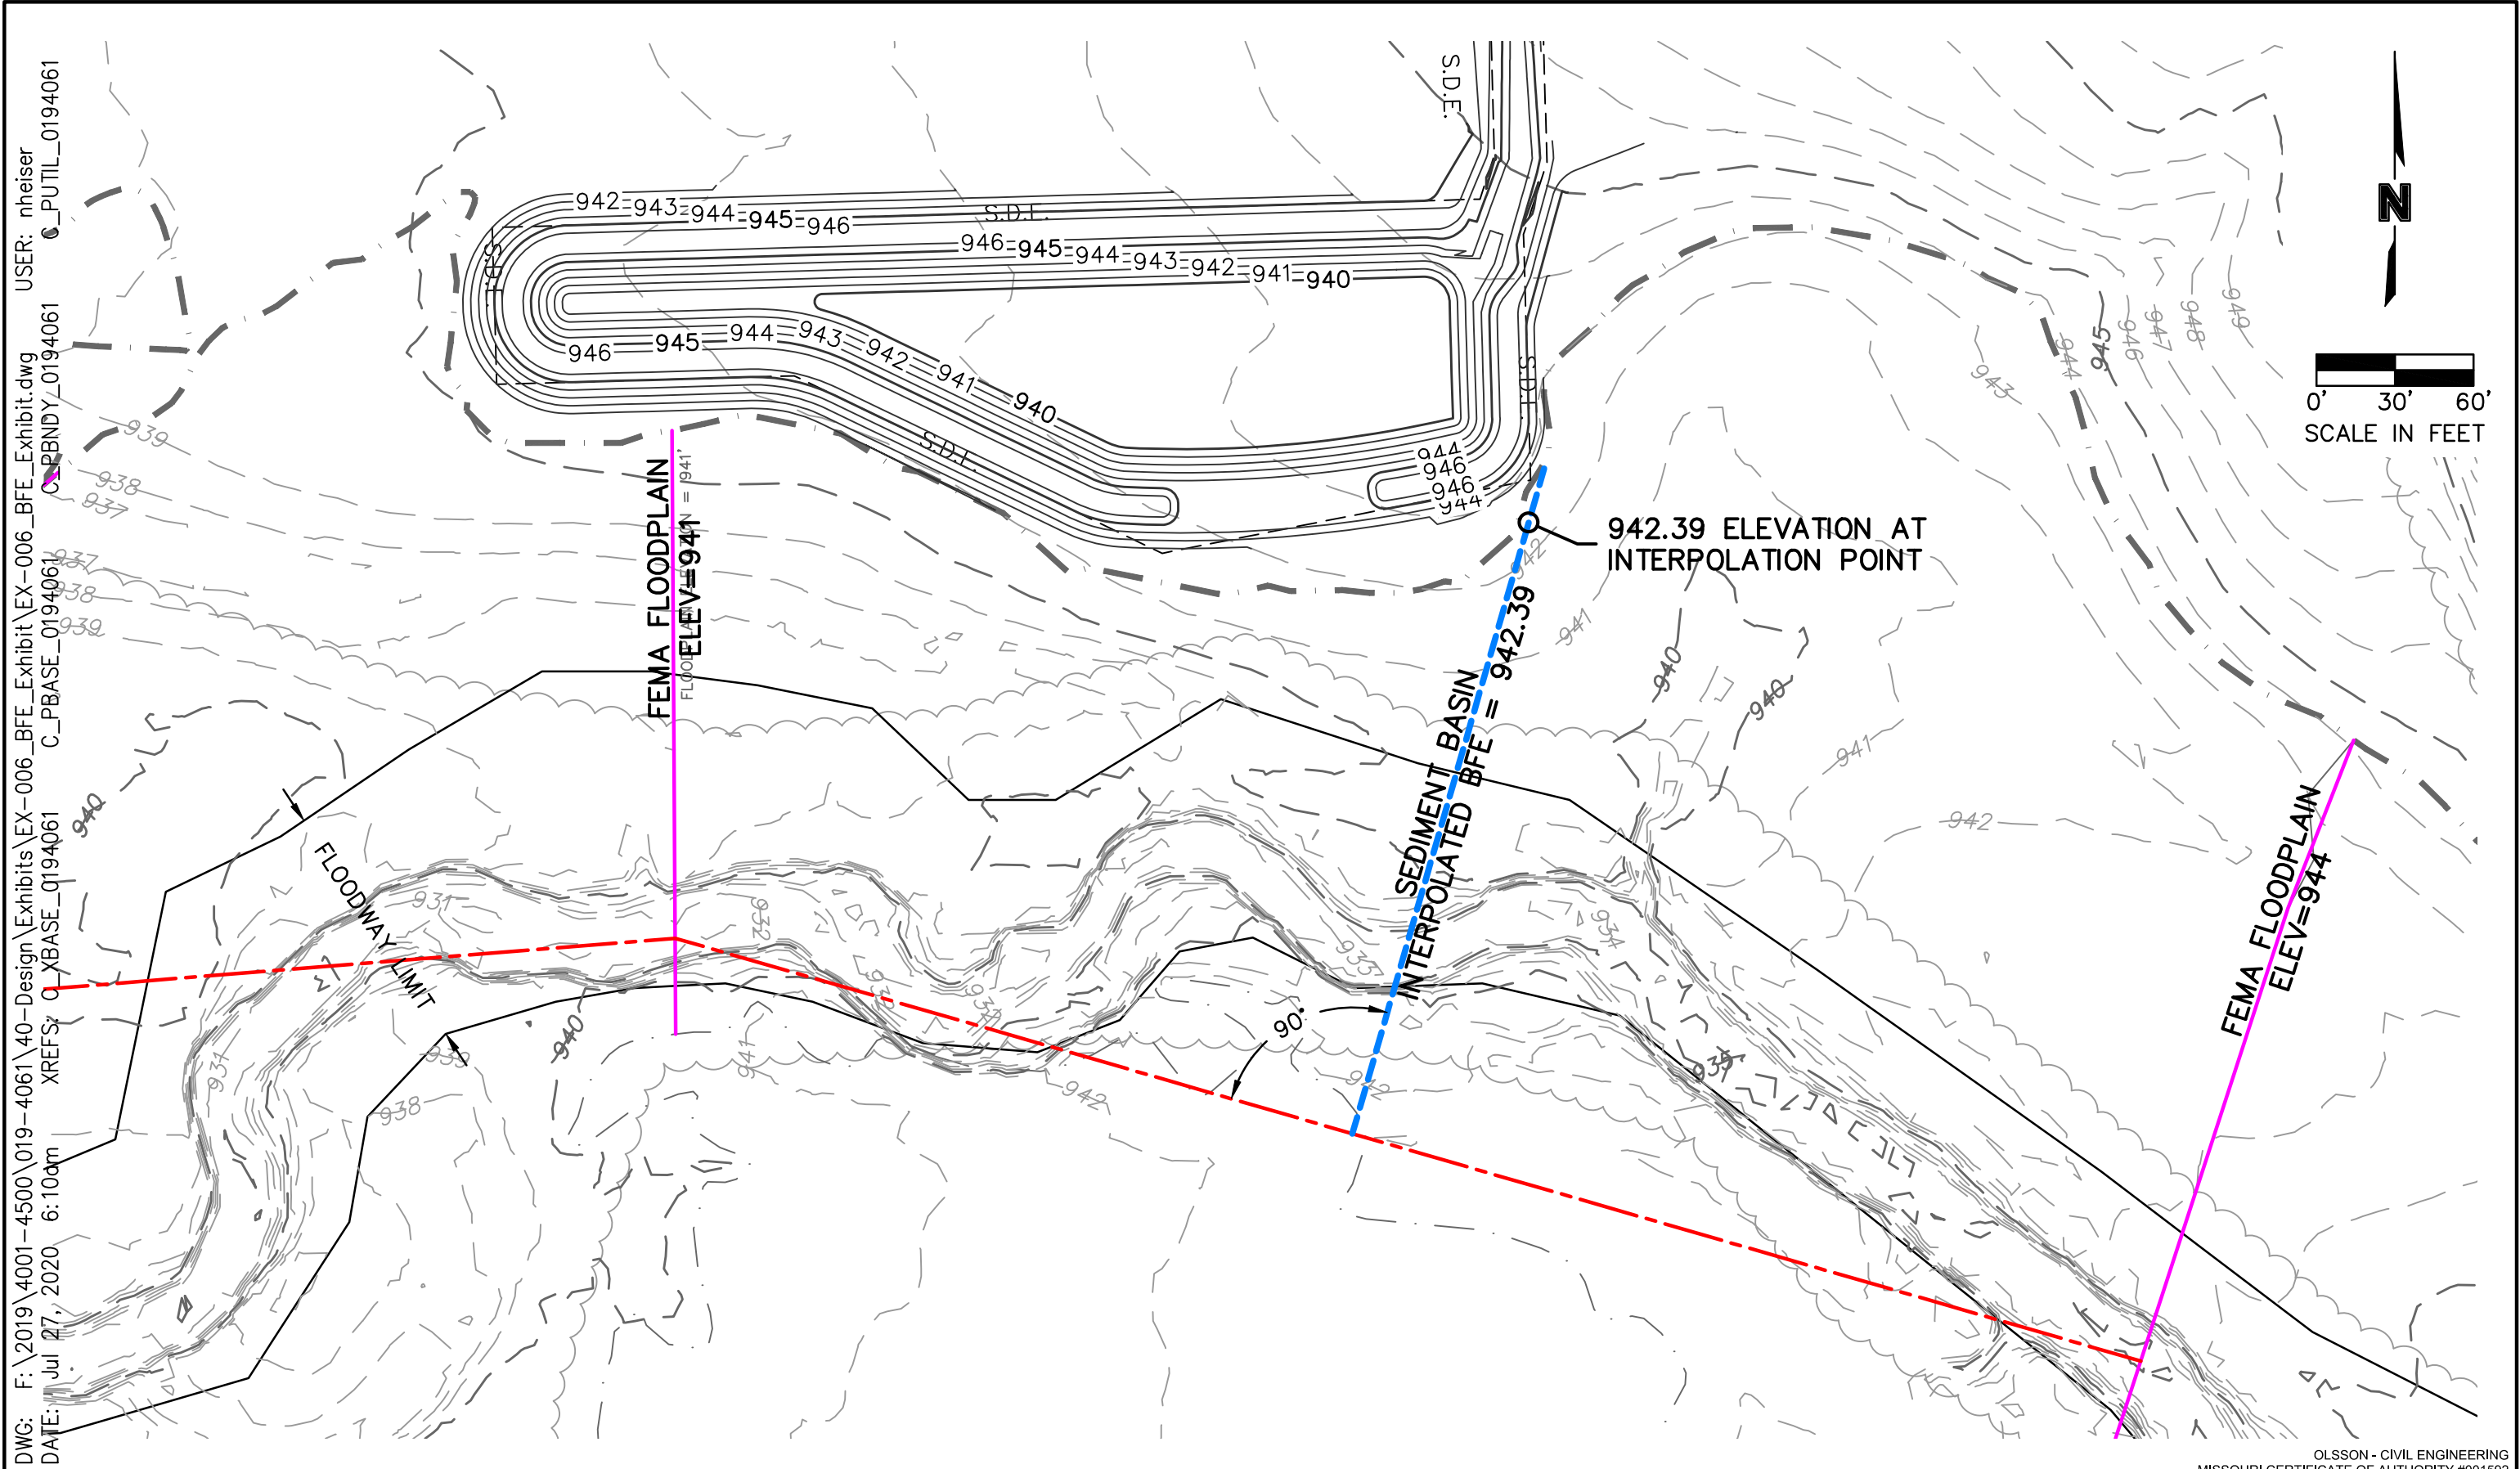 DWG: F:\2019\4001-4500\019-4061\40-Design\Exhibits\EX-006_BFE_Exhibit\EX-006_BFE_Exhibit.dwg USER: nheiser
DATE: Jul 27, 2020 6:10am XREFS: C_XBASE_0194061 C_PBASE_0194061 C_PBNDY_0194061 C_PUTIL_0194061
S.D.E.
942 943 944 945 946
S.D.E.
946 945 944 943 942 941 940
946 945 944 943 942 941 940
S.D.E.
S.D.E.
S.D.E.
944
946
946
944
N
0' 30' 60'
SCALE IN FEET
943
944
945
946
947
948
949
939
938
937
937
938
939
FEMA FLOODPLAIN
ELEV=941
942.39 ELEVATION AT
INTERPOLATION POINT
942
941
940
940
941
942
SEDIMENT BASIN
INTERPOLATED BFE = 942.39
FEMA FLOODPLAIN
ELEV=944
940
FLOODWAY LIMIT
931
932
933
934
90°
931
939
938
940
941
942
942
935
OLSSON - CIVIL ENGINEERING